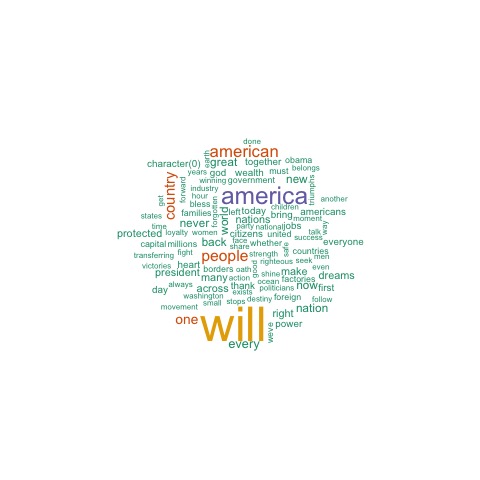 done
american
earth
character(0) great together obama
years god wealth must belongs
country forward winning government new triumphs
industry
get hour america another
bless
states families forgotten world left today children bring americans
time never nations moment
party national jobs way
protected loyalty women citizens united talk
success
capital millions back face whether everyone
share safe
transferring fight people strength countries
men
victories heart borders oath good righteous seek even
president many action shine make dreams
factories
always across thank ocean now first
day exists politicians
washington
movement small stops destiny foreign follow
one will right nation
power
every weve